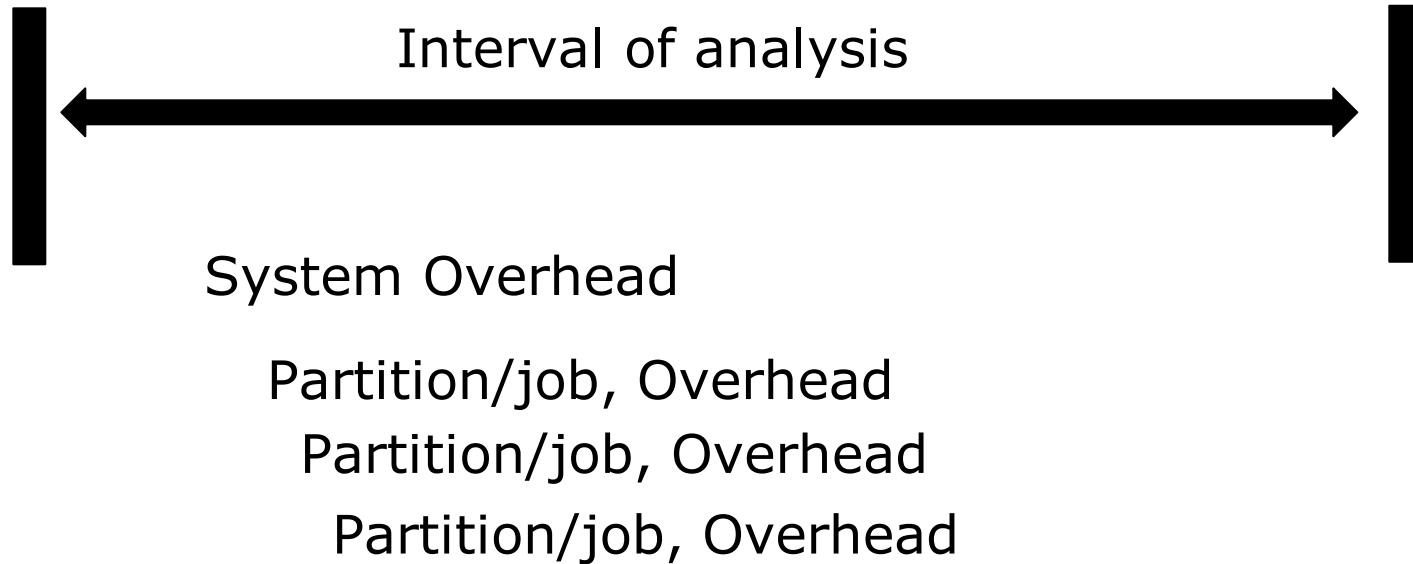 Interval of analysis
System Overhead
Partition/job, Overhead
Partition/job, Overhead
Partition/job, Overhead